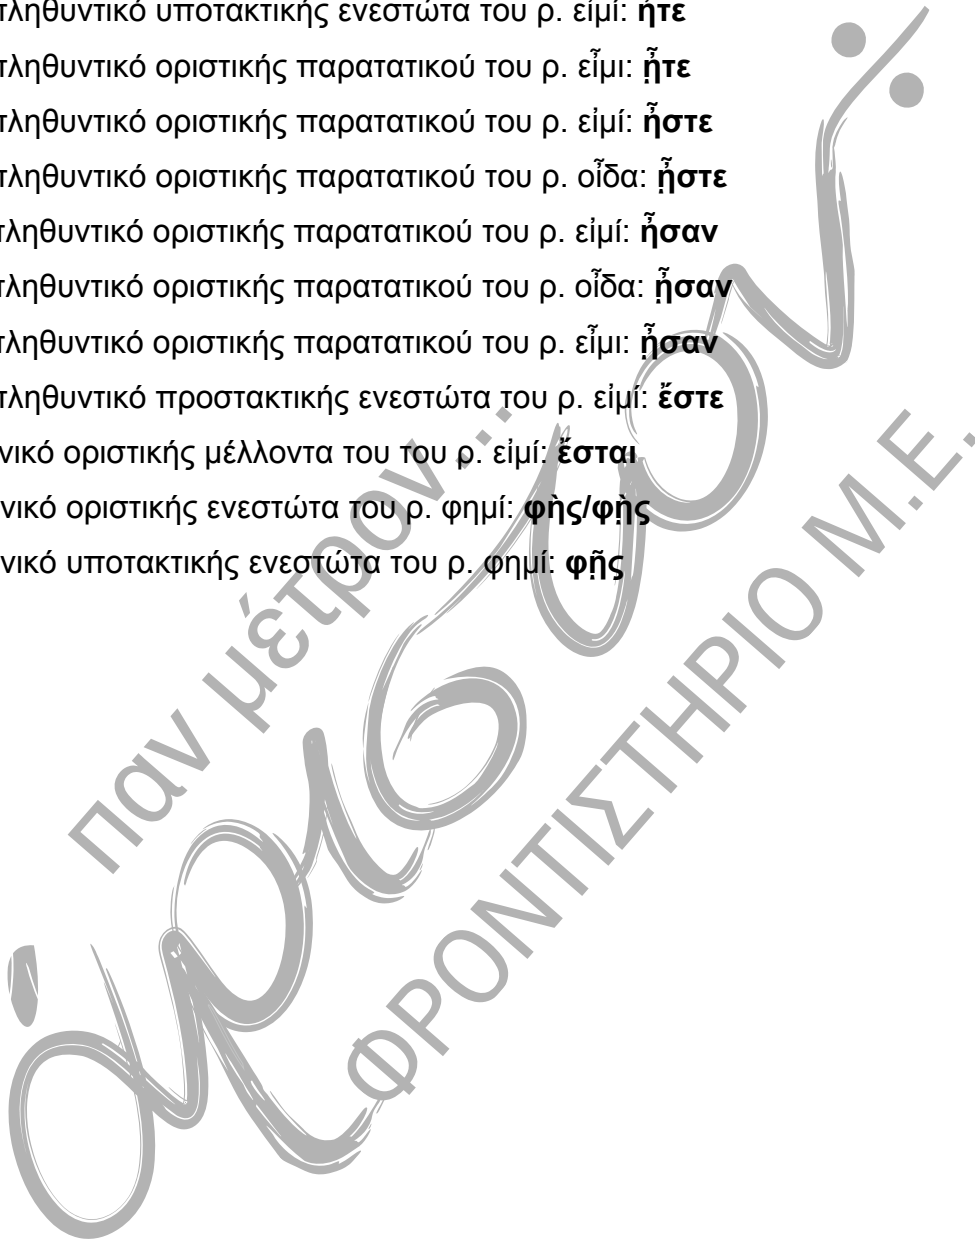 πληθυντικό υποτακτικής ενεστώτα του ρ. εἰμί: ἦτε
πληθυντικό οριστικής παρατατικού του ρ. εἶμι: ᾖτε
πληθυντικό οριστικής παρατατικού του ρ. εἰμί: ἦστε
πληθυντικό οριστικής παρατατικού του ρ. οἶδα: ᾖστε
πληθυντικό οριστικής παρατατικού του ρ. εἰμί: ἦσαν
πληθυντικό οριστικής παρατατικού του ρ. οἶδα: ᾖσαν
πληθυντικό οριστικής παρατατικού του ρ. εἶμι: ᾖσαν
πληθυντικό προστακτικής ενεστώτα του ρ. εἰμί: ἔστε
νικό οριστικής μέλλοντα του του ρ. εἰμί: ἔσται
νικό οριστικής ενεστώτα του ρ. φημί: φὴς/φῂς
νικό υποτακτικής ενεστώτα του ρ. φημί: φῇς
παν μέτρον...
άριστον
ΦΡΟΝΤΙΣΤΗΡΙΟ Μ.Ε.